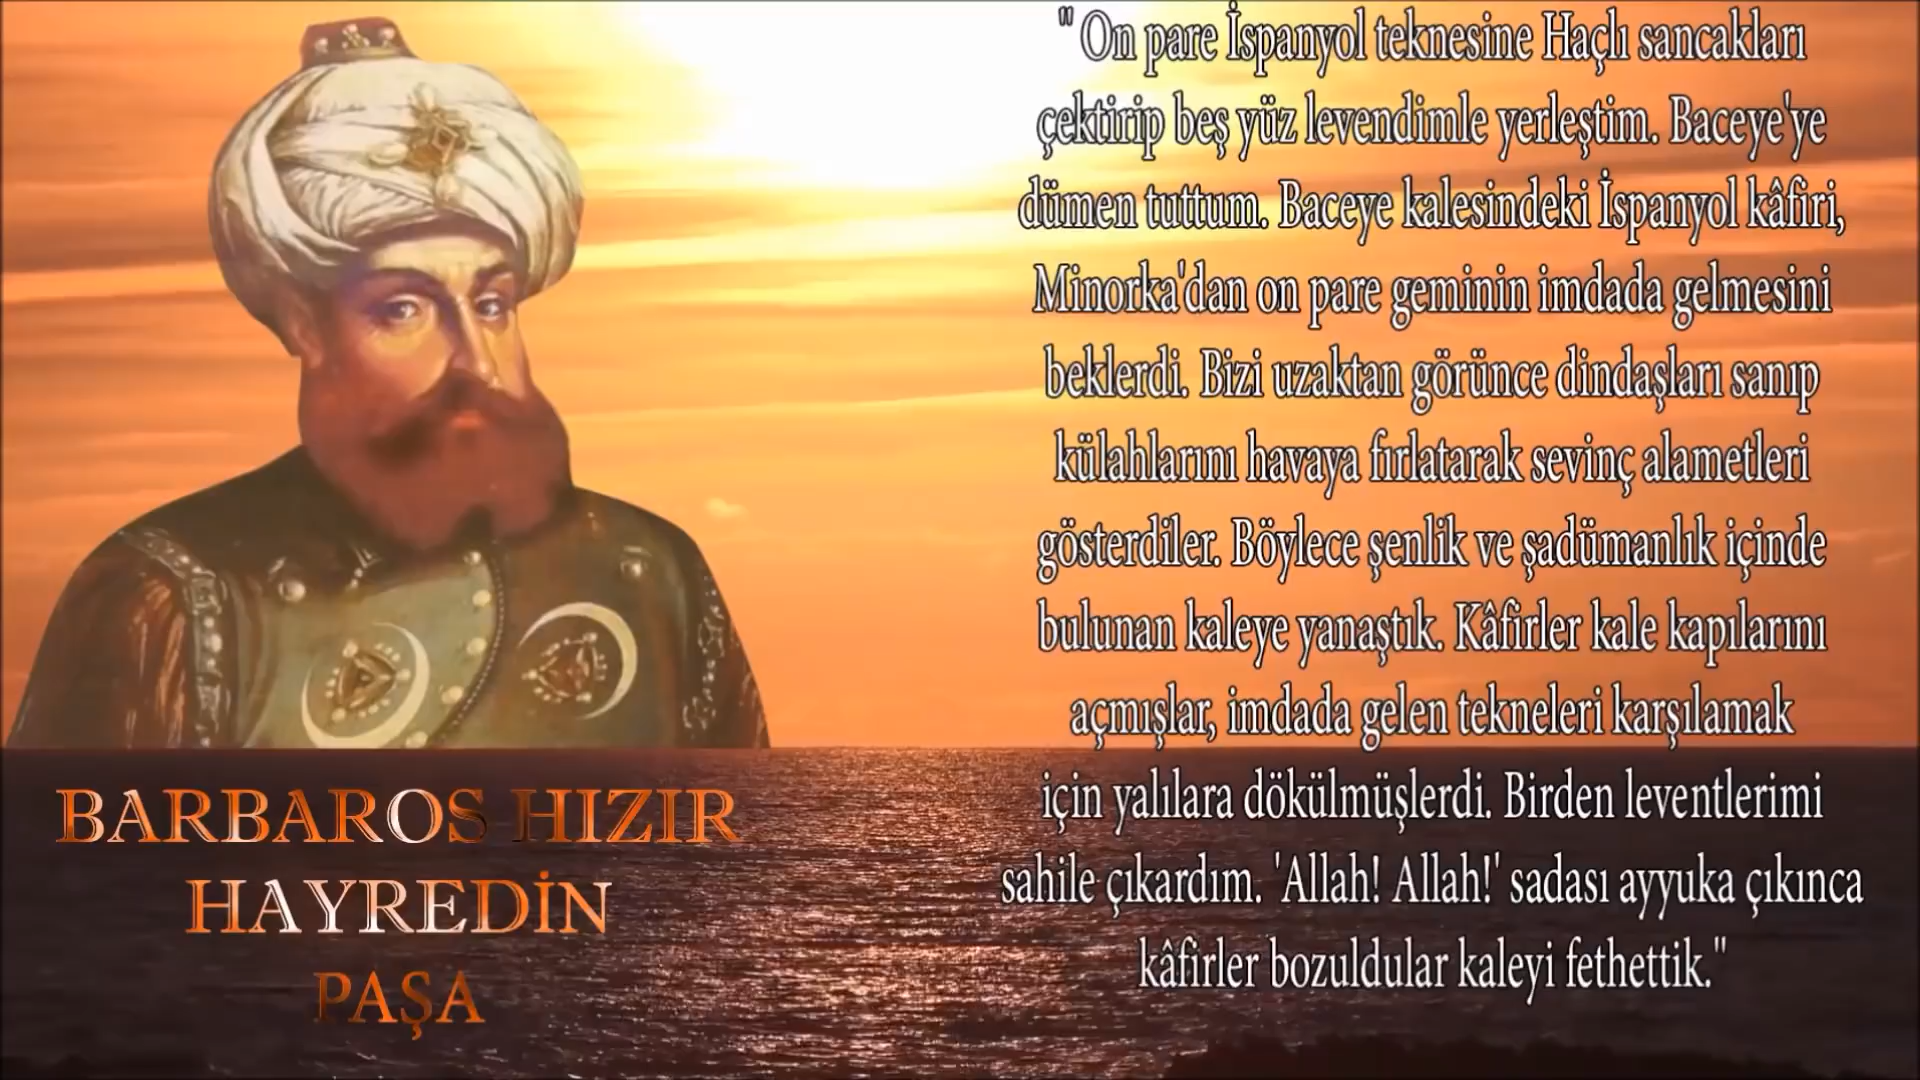 " On pare İspanyol teknesine Haçlı sancakları
çektirip beş yüz levendimle yerleştim. Baceye'ye
dümen tuttum. Baceye kalesindeki İspanyol kâfiri,
Minorka'dan on pare geminin imdada gelmesini
beklerdi. Bizi uzaktan görünce dindaşları sanıp
külahlarını havaya fırlatarak sevinç alametleri
gösterdiler. Böylece şenlik ve şadümanlık içinde
bulunan kaleye yanaştık. Kâfirler kale kapılarını
açmışlar, imdada gelen tekneleri karşılamak
için yalılara dökülmüşlerdi. Birden leventlerimi
sahile çıkardım. 'Allah! Allah!' sadası ayyuka çıkınca
kâfirler bozuldular kaleyi fethettik."
BARBAROS HIZIR
HAYREDİN
PAŞA